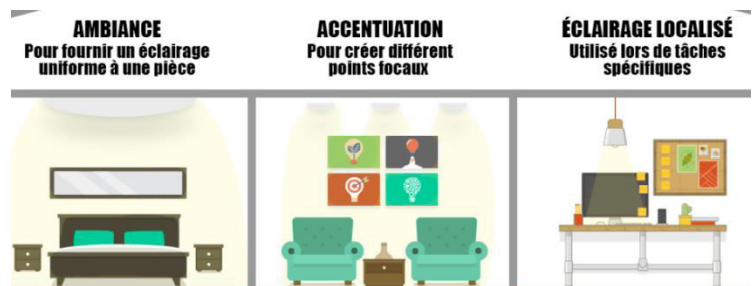 AMBIANCE
Pour fournir un éclairage
uniforme à une pièce
ACCENTUATION
Pour créer différent
points focaux
ÉCLAIRAGE LOCALISÉ
Utilisé lors de tâches
spécifiques